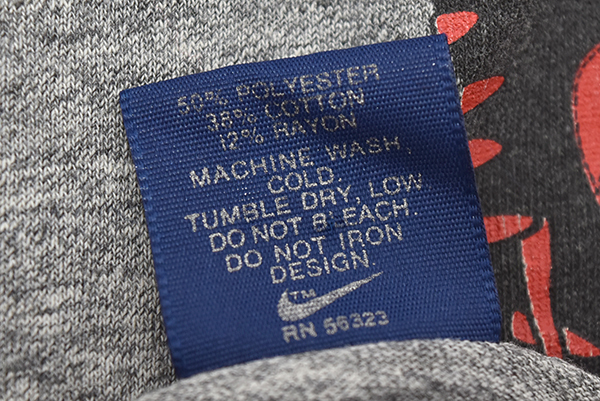 50% POLYESTER
38% COTTON
12% RAYON
MACHINE WASH,
COLD.
TUMBLE DRY, LOW
DO NOT BLEACH.
DO NOT IRON
DESIGN.
TM
RN 56323